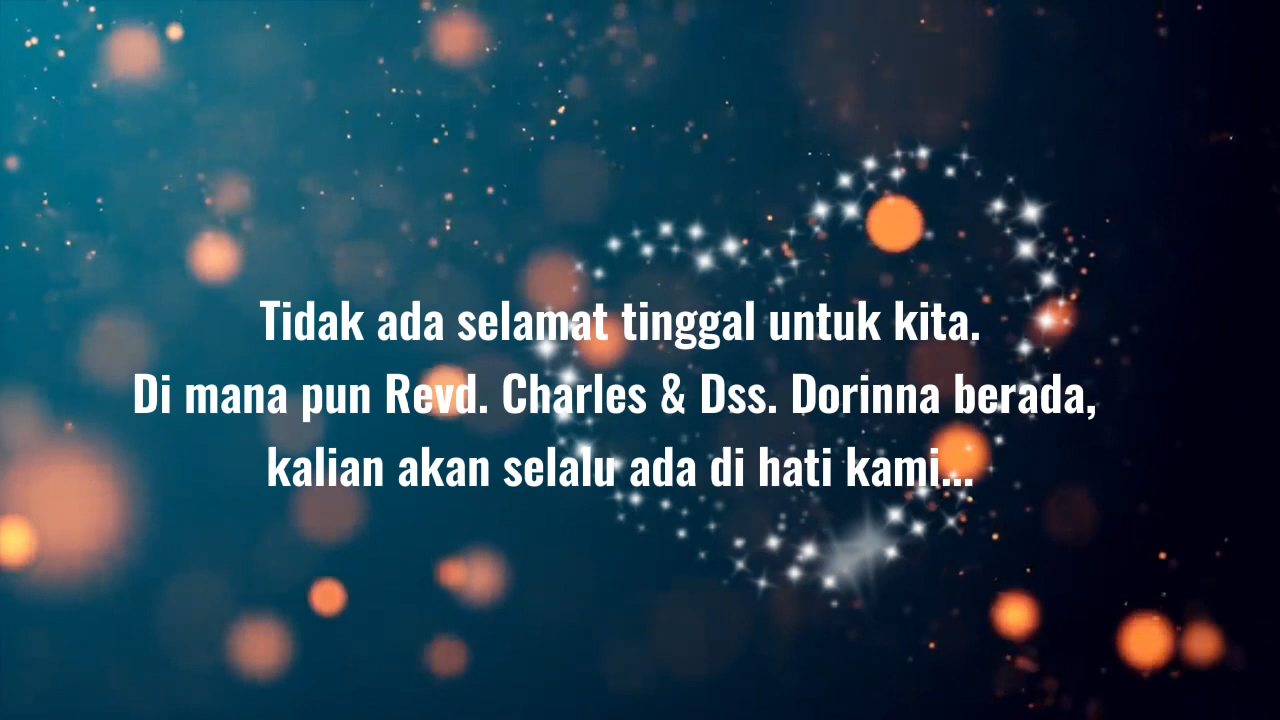 Tidak ada selamat tinggal untuk kita.
Di mana pun Revd. Charles & Dss. Dorinna berada,
kalian akan selalu ada di hati kami...